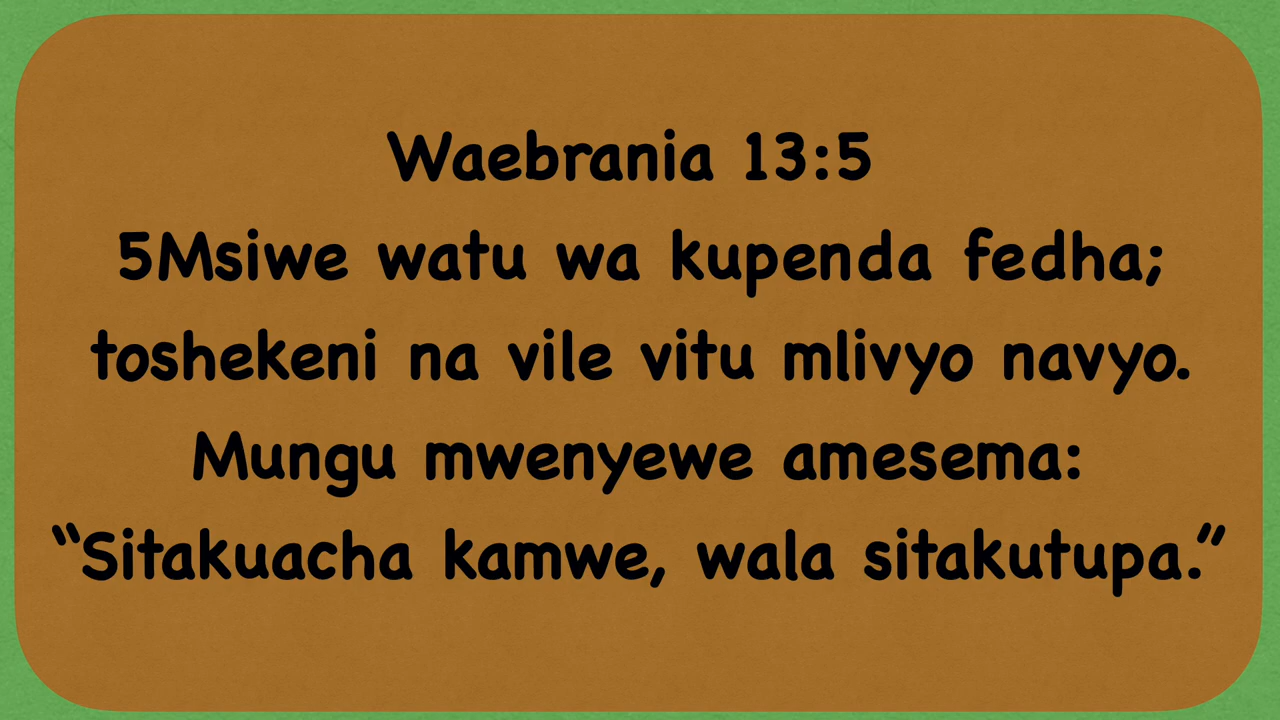 Waebrania 13:5
5Msiwe watu wa kupenda fedha;
toshekeni na vile vitu mlivyo navyo.
Mungu mwenyewe amesema:
“Sitakuacha kamwe, wala sitakutupa.”